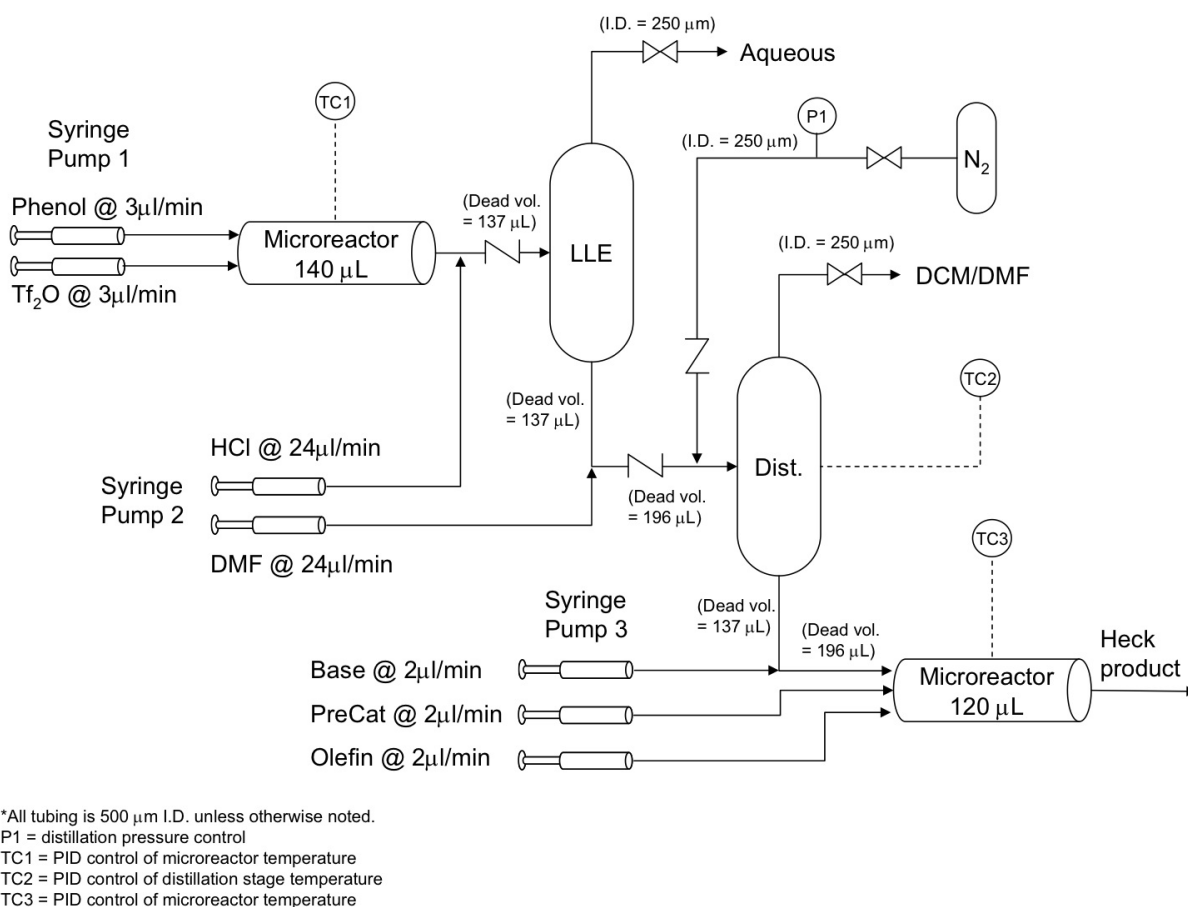 (I.D. = 250 μm)
Aqueous
TC1
Syringe
Pump 1
P1
(I.D. = 250 μm)
N2
Phenol @ 3μl/min
(Dead vol.
= 137 μL)
Microreactor
140 μL
LLE
Tf2O @ 3μl/min
(I.D. = 250 μm)
DCM/DMF
TC2
(Dead vol.
= 137 μL)
HCl @ 24μl/min
Dist.
Syringe
Pump 2
(Dead vol.
= 196 μL)
DMF @ 24μl/min
TC3
Syringe
Pump 3
(Dead vol.
= 137 μL)
(Dead vol.
= 196 μL)
Heck
product
Base @ 2μl/min
Microreactor
120 μL
PreCat @ 2μl/min
Olefin @ 2μl/min
*All tubing is 500 μm I.D. unless otherwise noted.
P1 = distillation pressure control
TC1 = PID control of microreactor temperature
TC2 = PID control of distillation stage temperature
TC3 = PID control of microreactor temperature